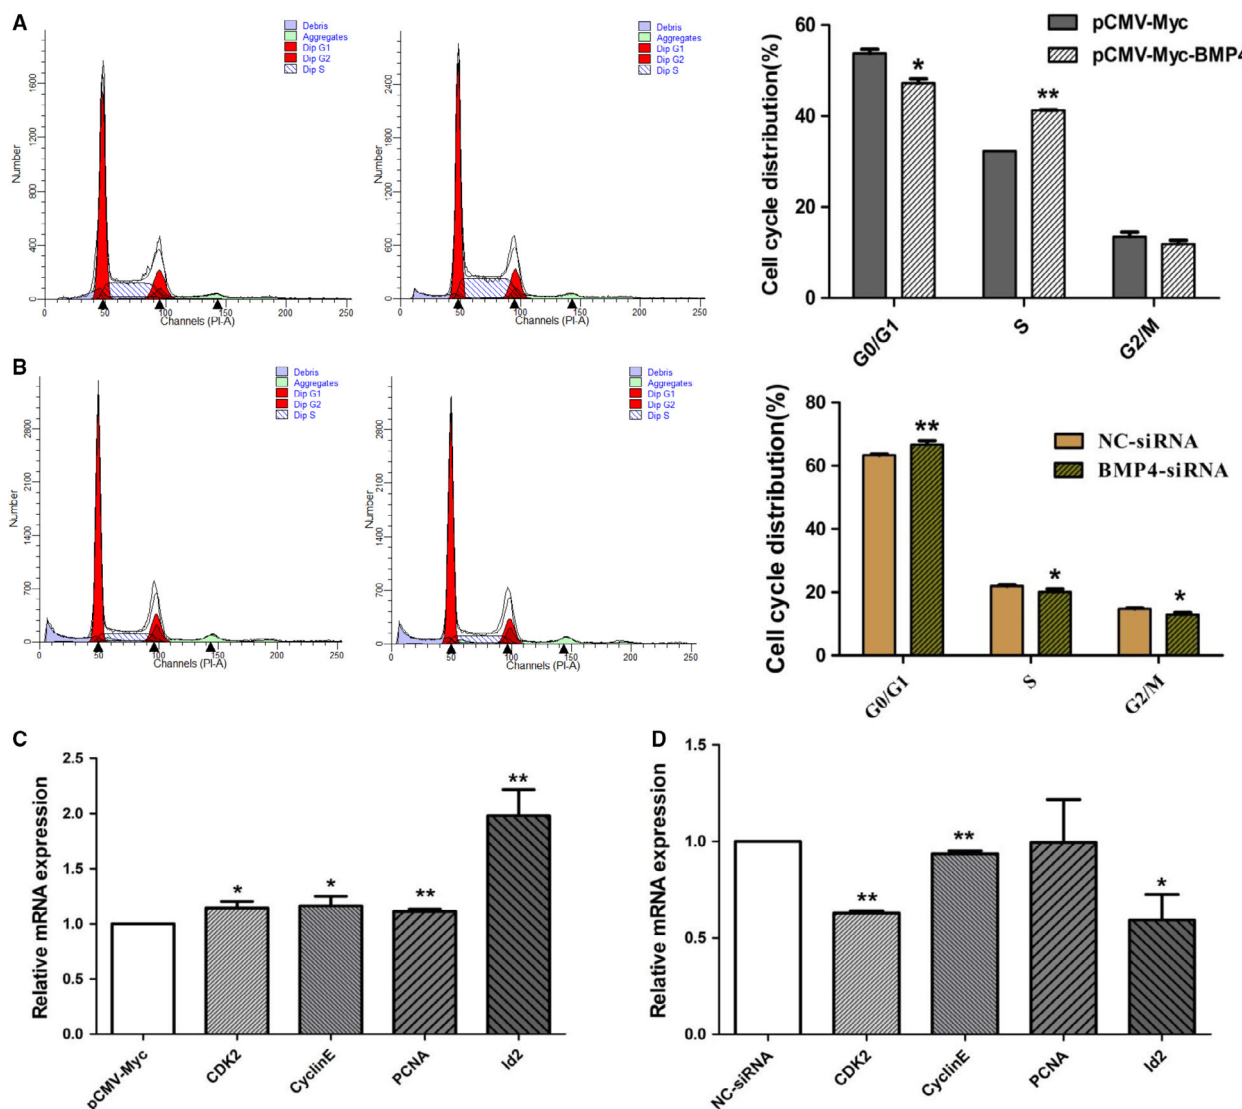 A
Debris
Aggregates
Dip G1
Dip G2
Dip S
Number
1600
1200
800
400
0
0 50 100 150 200 250
Channels (PI-A)
Debris
Aggregates
Dip G1
Dip G2
Dip S
Number
2400
1800
1200
600
0
0 50 100 150 200 250
Channels (PI-A)
Cell cycle distribution(%)
60
40
20
0
pCMV-Myc
pCMV-Myc-BMP4
*
**
G0/G1
S
G2/M
B
Debris
Aggregates
Dip G1
Dip G2
Dip S
Number
2800
2100
1400
700
0
0 50 100 150 200 250
Channels (PI-A)
Debris
Aggregates
Dip G1
Dip G2
Dip S
Number
2800
2100
1400
700
0
0 50 100 150 200 250
Channels (PI-A)
Cell cycle distribution(%)
80
60
40
20
0
NC-siRNA
BMP4-siRNA
**
*
*
G0/G1
S
G2/M
C
Relative mRNA expression
2.5
2.0
1.5
1.0
0.5
0.0
*
*
**
**
pCMV-Myc
CDK2
CyclinE
PCNA
Id2
D
Relative mRNA expression
1.5
1.0
0.5
0.0
**
**
*
NC-siRNA
CDK2
CyclinE
PCNA
Id2